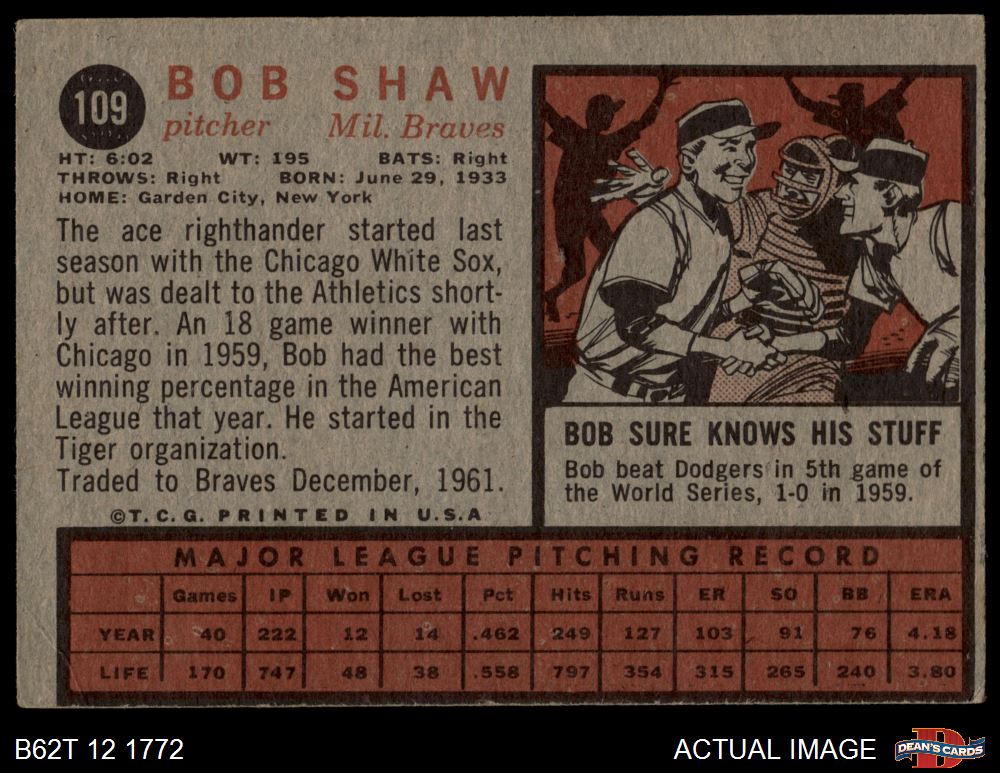 109
BOB SHAW
pitcher Mil. Braves
HT: 6:02 WT: 195 BATS: Right
THROWS: Right BORN: June 29, 1933
HOME: Garden City, New York
The ace righthander started last
season with the Chicago White Sox,
but was dealt to the Athletics short-
ly after. An 18 game winner with
Chicago in 1959, Bob had the best
winning percentage in the American
League that year. He started in the
Tiger organization.
Traded to Braves December, 1961.
©T.C.G. PRINTED IN U.S.A
BOB SURE KNOWS HIS STUFF
Bob beat Dodgers in 5th game of
the World Series, 1-0 in 1959.
MAJOR LEAGUE PITCHING RECORD
Games IP Won Lost Pct Hits Runs ER SO BB ERA
YEAR 40 222 12 14 .462 249 127 103 91 76 4.18
LIFE 170 747 48 38 .558 797 354 315 265 240 3.80
B62T 12 1772
ACTUAL IMAGE
DEAN'S CARDS